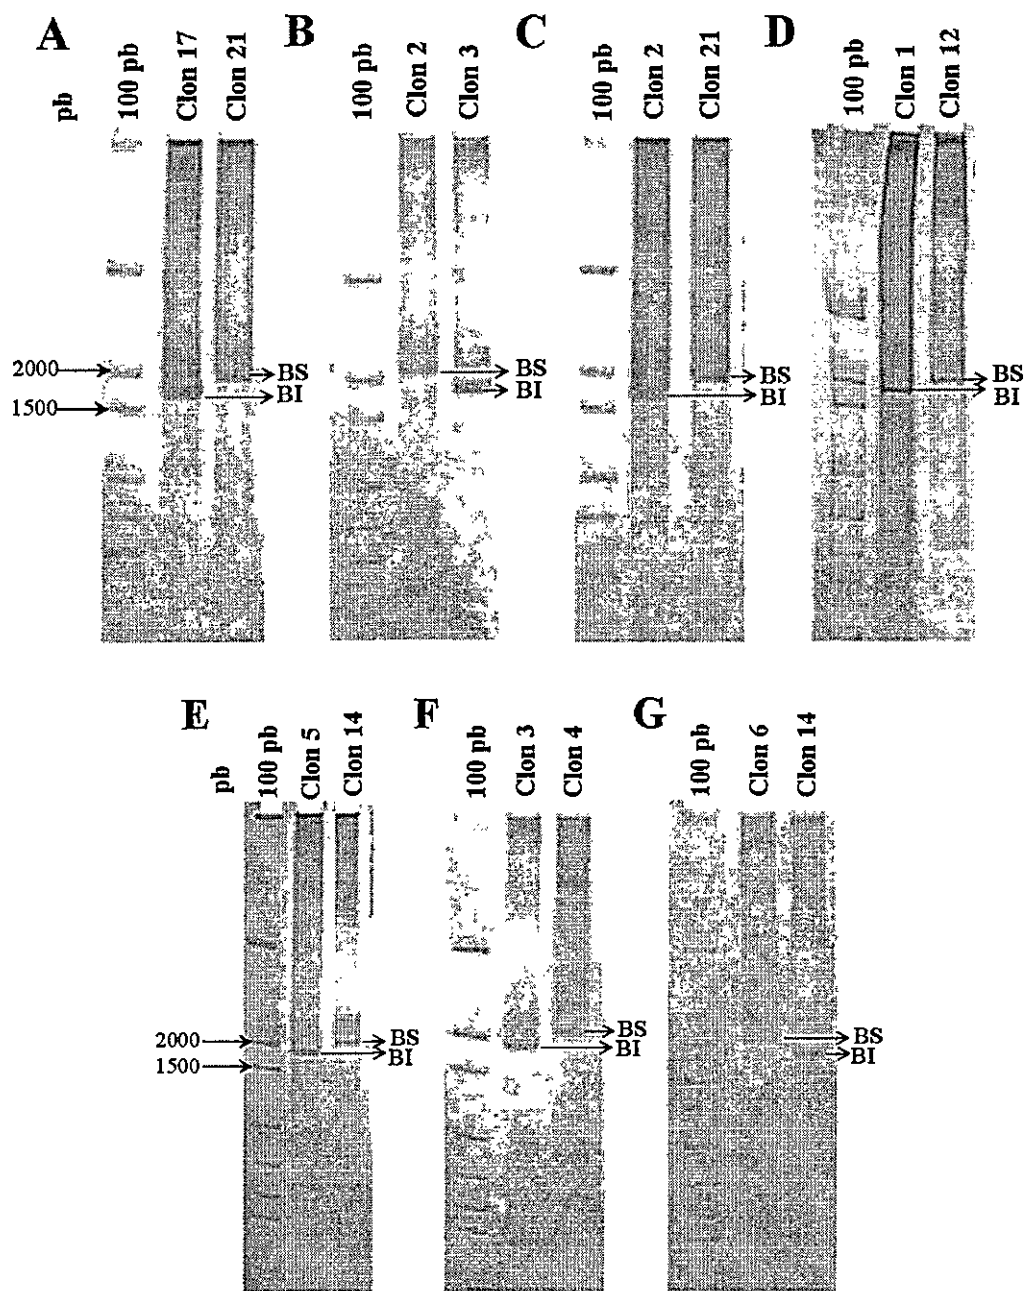 A
B
C
D
pb
100 pb
Clon 17
Clon 21
100 pb
Clon 2
Clon 3
100 pb
Clon 2
Clon 21
100 pb
Clon 1
Clon 12
2000
1500
BS
BI
BS
BI
BS
BI
BS
BI
E
F
G
pb
100 pb
Clon 5
Clon 14
100 pb
Clon 3
Clon 4
100 pb
Clon 6
Clon 14
2000
1500
BS
BI
BS
BI
BS
BI